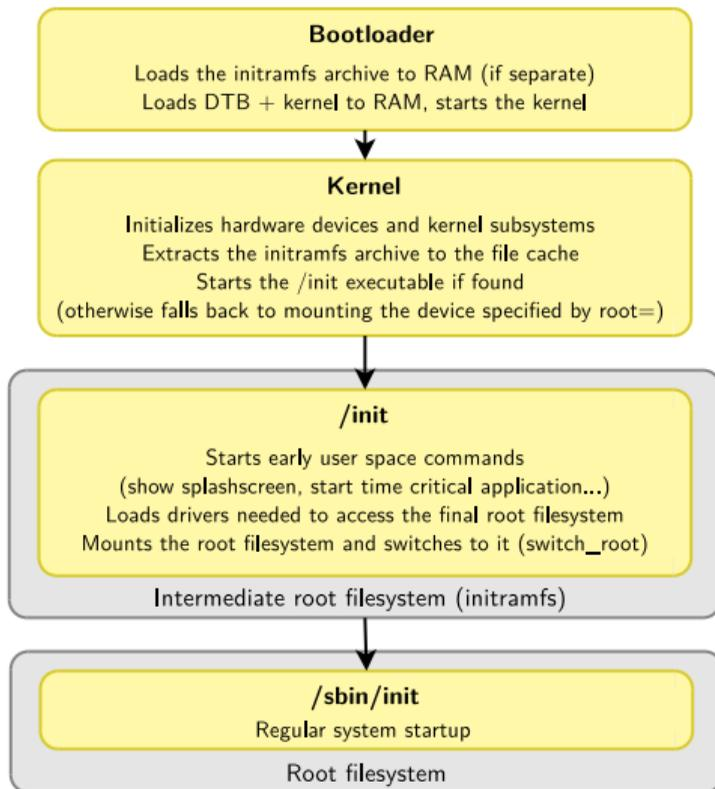 Bootloader
Loads the initramfs archive to RAM (if separate)
Loads DTB + kernel to RAM, starts the kernel
Kernel
Initializes hardware devices and kernel subsystems
Extracts the initramfs archive to the file cache
Starts the /init executable if found
(otherwise falls back to mounting the device specified by root=)
/init
Starts early user space commands
(show splashscreen, start time critical application...)
Loads drivers needed to access the final root filesystem
Mounts the root filesystem and switches to it (switch_root)
Intermediate root filesystem (initramfs)
/sbin/init
Regular system startup
Root filesystem